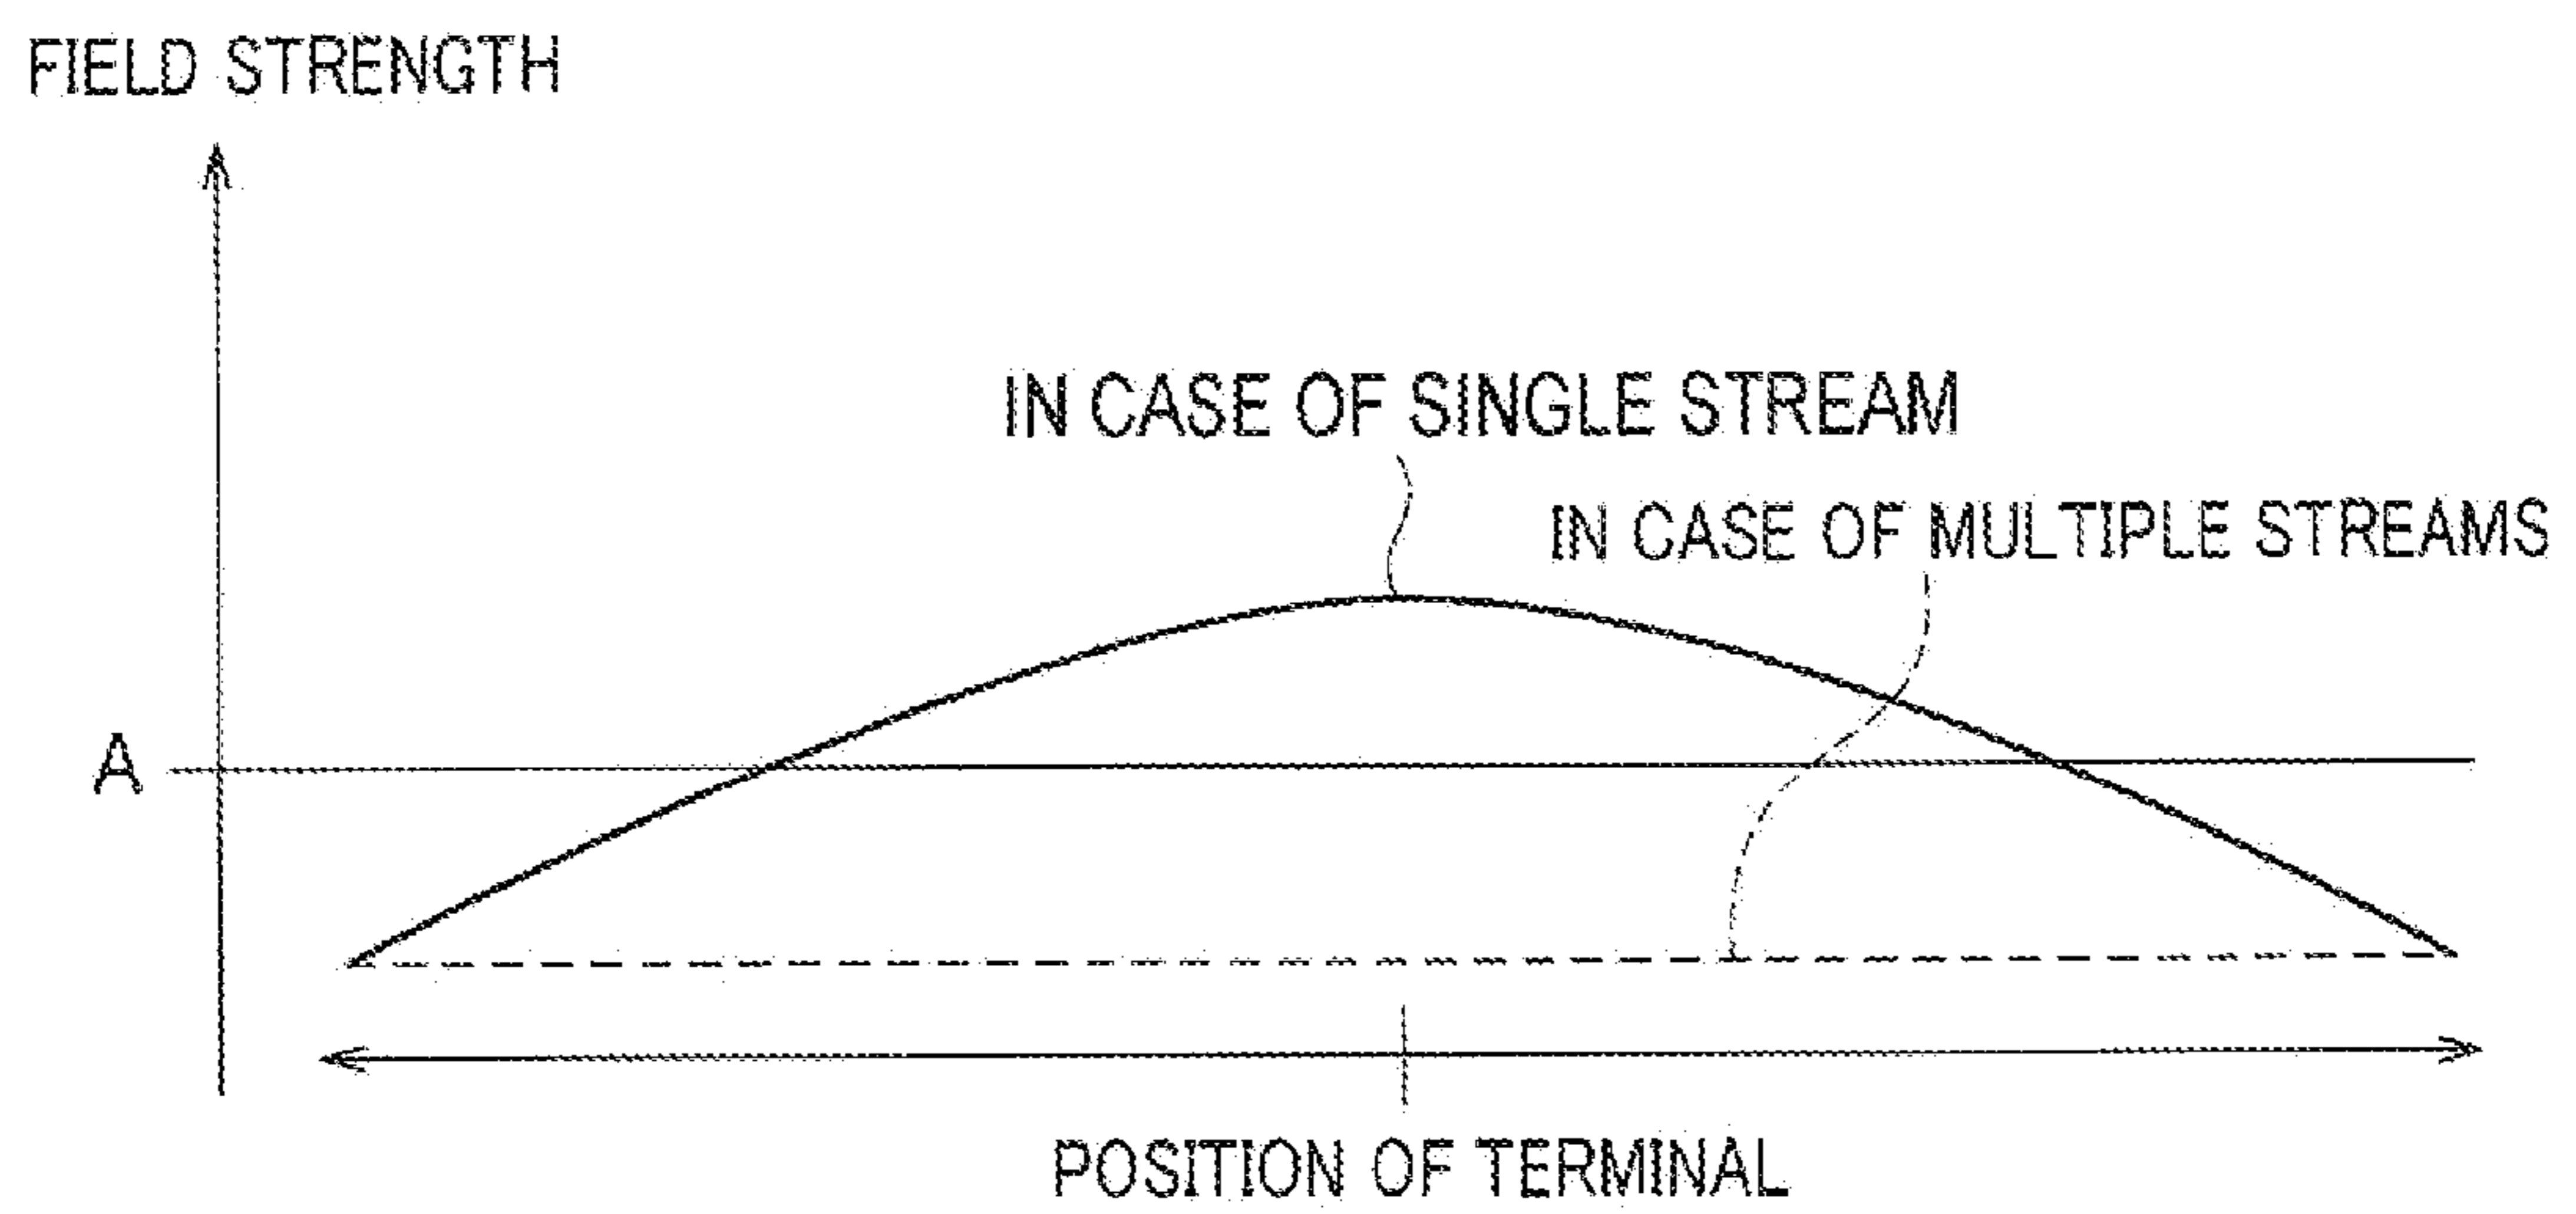 FIELD STRENGTH
IN CASE OF SINGLE STREAM
IN CASE OF MULTIPLE STREAMS
A
POSITION OF TERMINAL